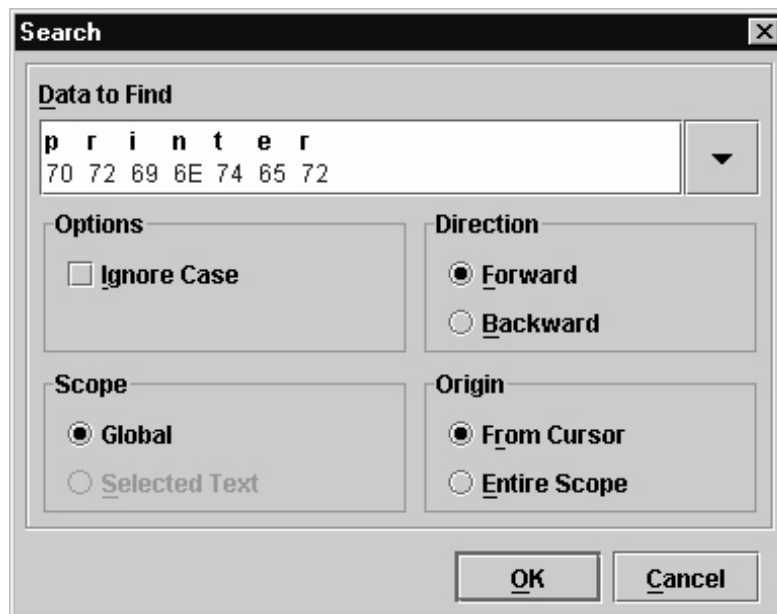 Search
Data to Find
p r i n t e r
70 72 69 6E 74 65 72
Options
Ignore Case
Direction
Forward
Backward
Scope
Global
Selected Text
Origin
From Cursor
Entire Scope
OK Cancel